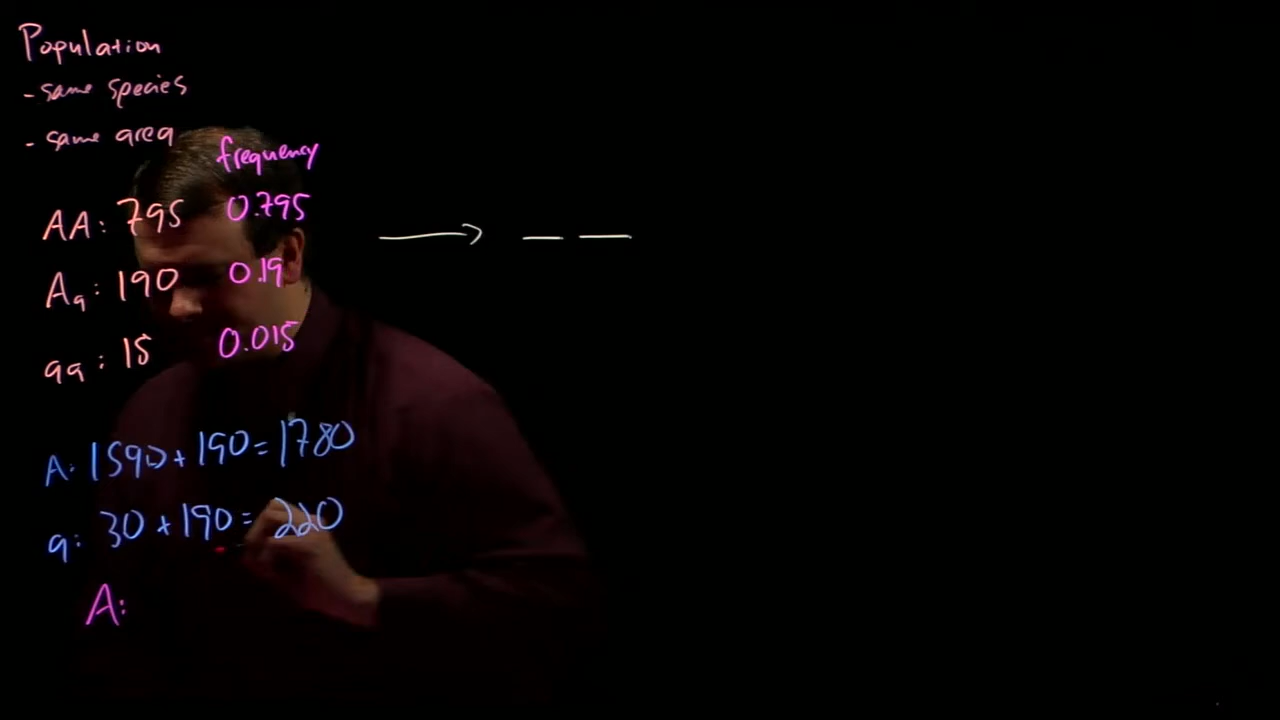 Population
- same species
- same area
frequency
AA: 795 0.795
Aa: 190 0.19
aa: 15 0.015
A: 1590 + 190 = 1780
a: 30 + 190 = 220
A: